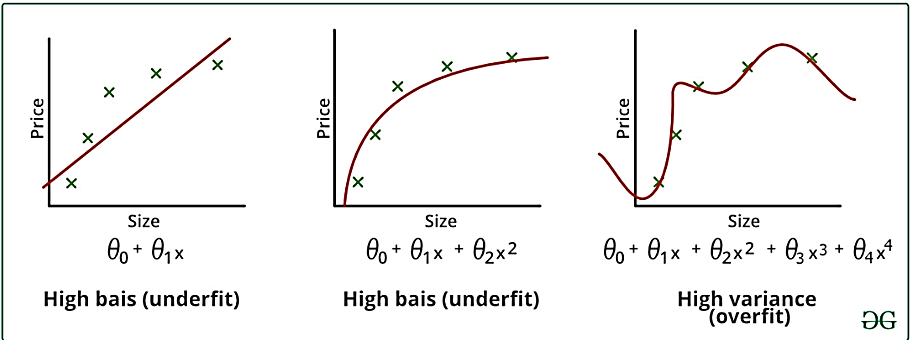 Price
Size
θ₀ + θ₁x
High bais (underfit)
Price
Size
θ₀ + θ₁x + θ₂x²
High bais (underfit)
Price
Size
θ₀ + θ₁x + θ₂x² + θ₃x³ + θ₄x⁴
High variance
(overfit)